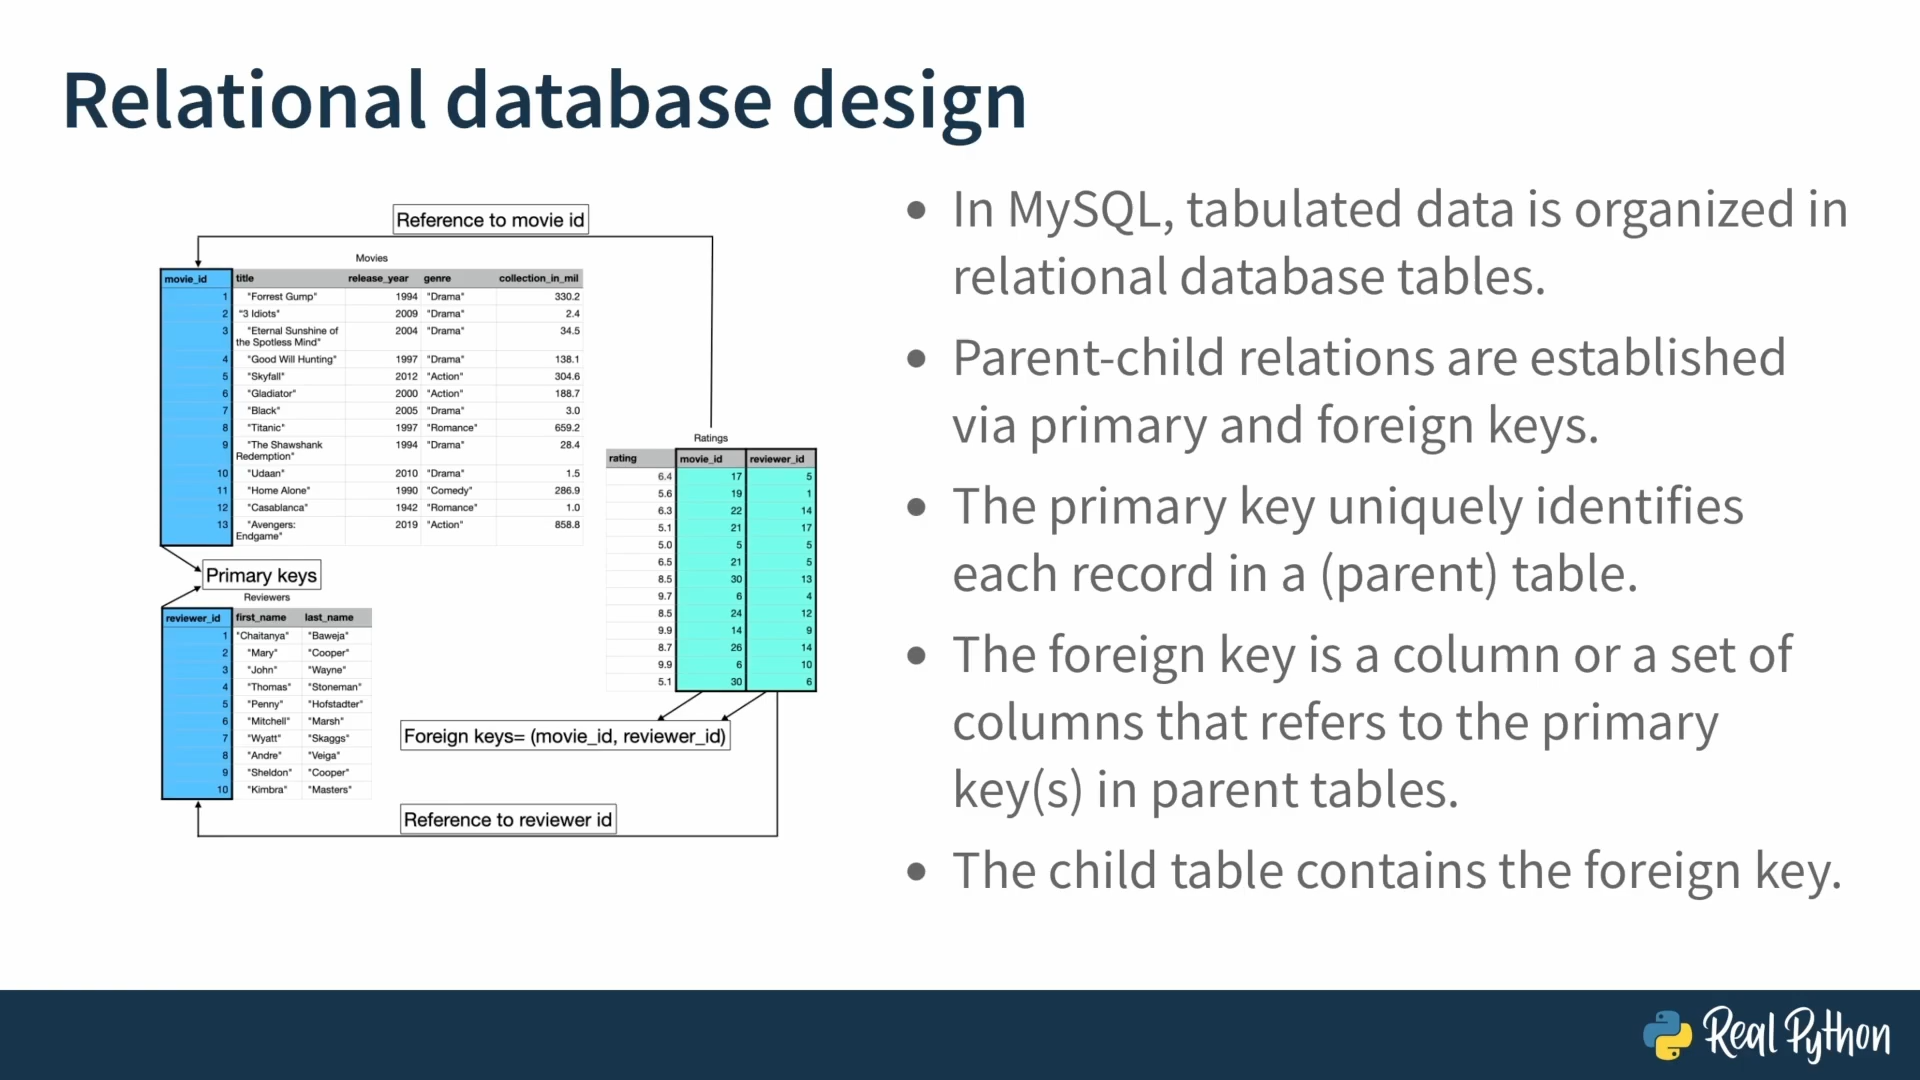 Relational database design
Reference to movie id
Movies
movie_id title release_year genre collection_in_mil
1 "Forrest Gump" 1994 "Drama" 330.2
2 "3 Idiots" 2009 "Drama" 2.4
3 "Eternal Sunshine of 2004 "Drama" 34.5
the Spotless Mind"
4 "Good Will Hunting" 1997 "Drama" 138.1
5 "Skyfall" 2012 "Action" 304.6
6 "Gladiator" 2000 "Action" 188.7
7 "Black" 2005 "Drama" 3.0
8 "Titanic" 1997 "Romance" 659.2
9 "The Shawshank 1994 "Drama" 28.4
Redemption"
10 "Udaan" 2010 "Drama" 1.5
11 "Home Alone" 1990 "Comedy" 286.9
12 "Casablanca" 1942 "Romance" 1.0
13 "Avengers: 2019 "Action" 858.8
Endgame"
Primary keys
Reviewers
reviewer_id first_name last_name
1 "Chaitanya" "Baweja"
2 "Mary" "Cooper"
3 "John" "Wayne"
4 "Thomas" "Stoneman"
5 "Penny" "Hofstadter"
6 "Mitchell" "Marsh"
7 "Wyatt" "Skaggs"
8 "Andre" "Veiga"
9 "Sheldon" "Cooper"
10 "Kimbra" "Masters"
Ratings
rating movie_id reviewer_id
6.4 17 5
5.6 19 1
6.3 22 14
5.1 21 17
5.0 5 5
6.5 21 5
8.5 30 13
9.7 6 4
8.5 24 12
9.9 14 9
8.7 26 14
9.9 6 10
5.1 30 6
Foreign keys= (movie_id, reviewer_id)
Reference to reviewer id
• In MySQL, tabulated data is organized in
relational database tables.
• Parent-child relations are established
via primary and foreign keys.
• The primary key uniquely identifies
each record in a (parent) table.
• The foreign key is a column or a set of
columns that refers to the primary
key(s) in parent tables.
• The child table contains the foreign key.
Real Python